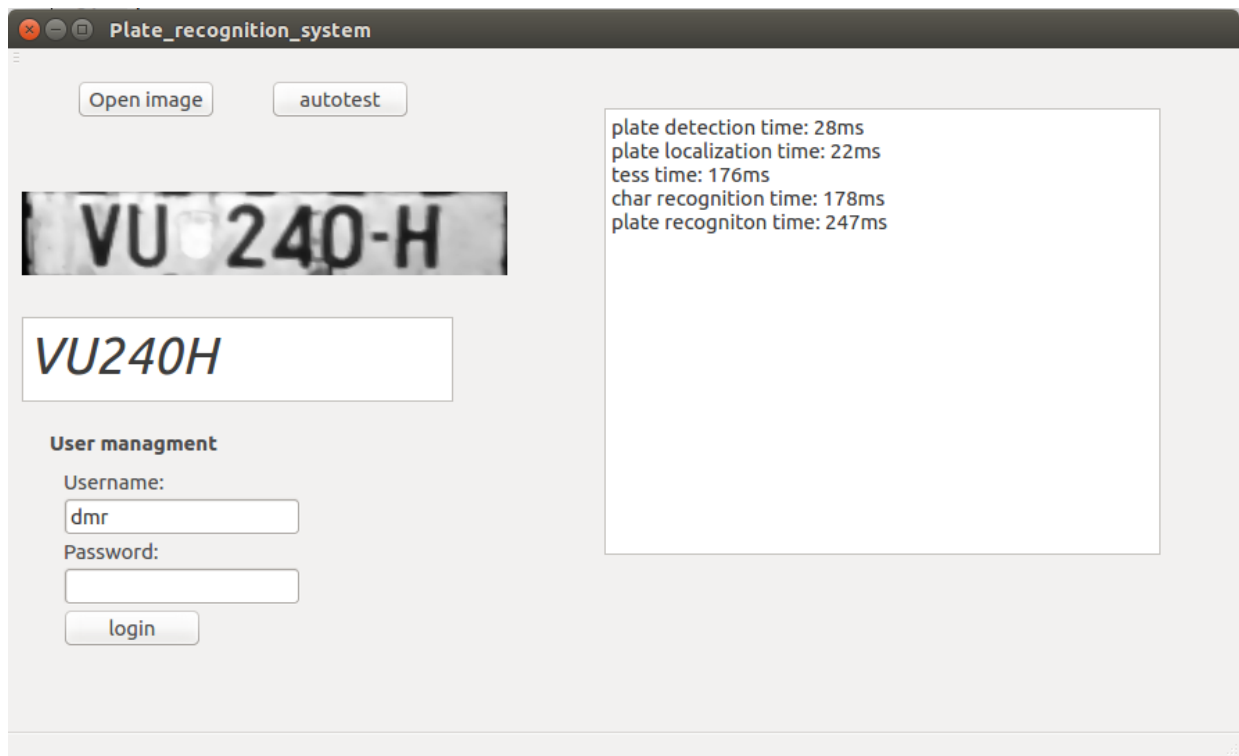 Plate_recognition_system
Open image
autotest
VU 240-H
VU240H
User managment
Username:
dmr
Password:
login
plate detection time: 28ms
plate localization time: 22ms
tess time: 176ms
char recognition time: 178ms
plate recogniton time: 247ms